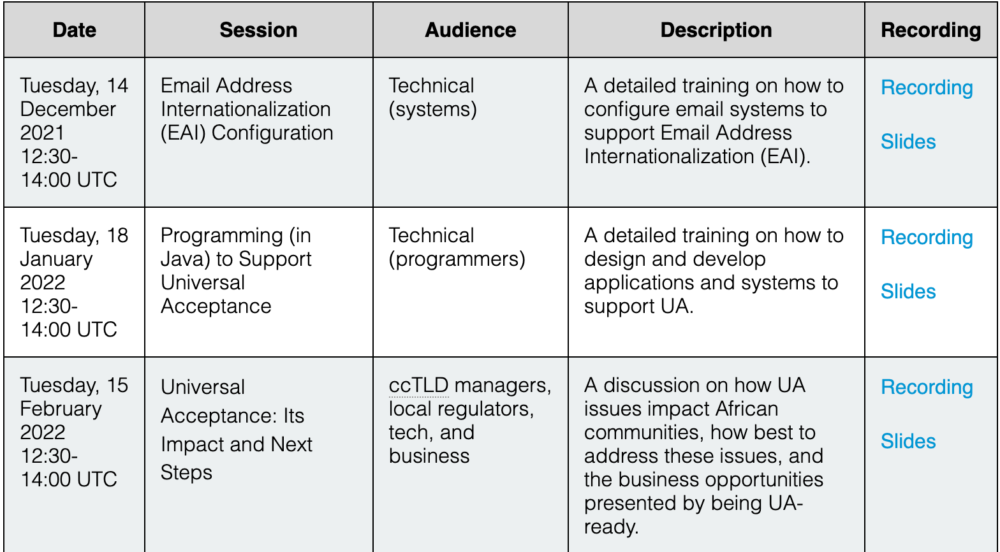 Date
Session
Audience
Description
Recording
Tuesday, 14
December
2021
12:30-
14:00 UTC
Email Address
Internationalization
(EAI) Configuration
Technical
(systems)
A detailed training on how to
configure email systems to
support Email Address
Internationalization (EAI).
Recording
Slides
Tuesday, 18
January
2022
12:30-
14:00 UTC
Programming (in
Java) to Support
Universal
Acceptance
Technical
(programmers)
A detailed training on how to
design and develop
applications and systems to
support UA.
Recording
Slides
Tuesday, 15
February
2022
12:30-
14:00 UTC
Universal
Acceptance: Its
Impact and Next
Steps
ccTLD managers,
local regulators,
tech, and
business
A discussion on how UA
issues impact African
communities, how best to
address these issues, and
the business opportunities
presented by being UA-
ready.
Recording
Slides